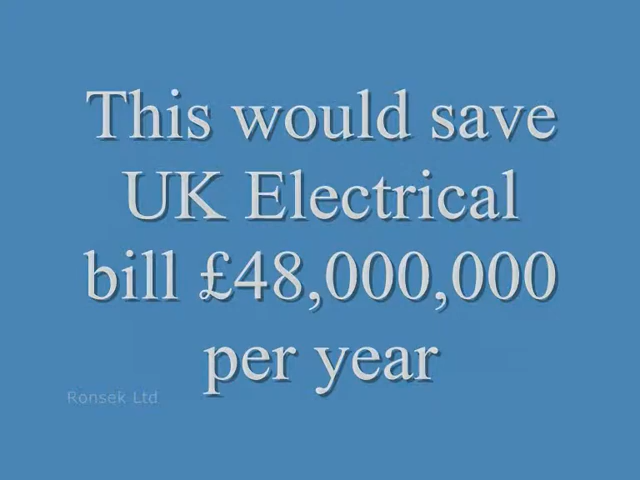 This would save
UK Electrical
bill £48,000,000
per year
Ronsek Ltd